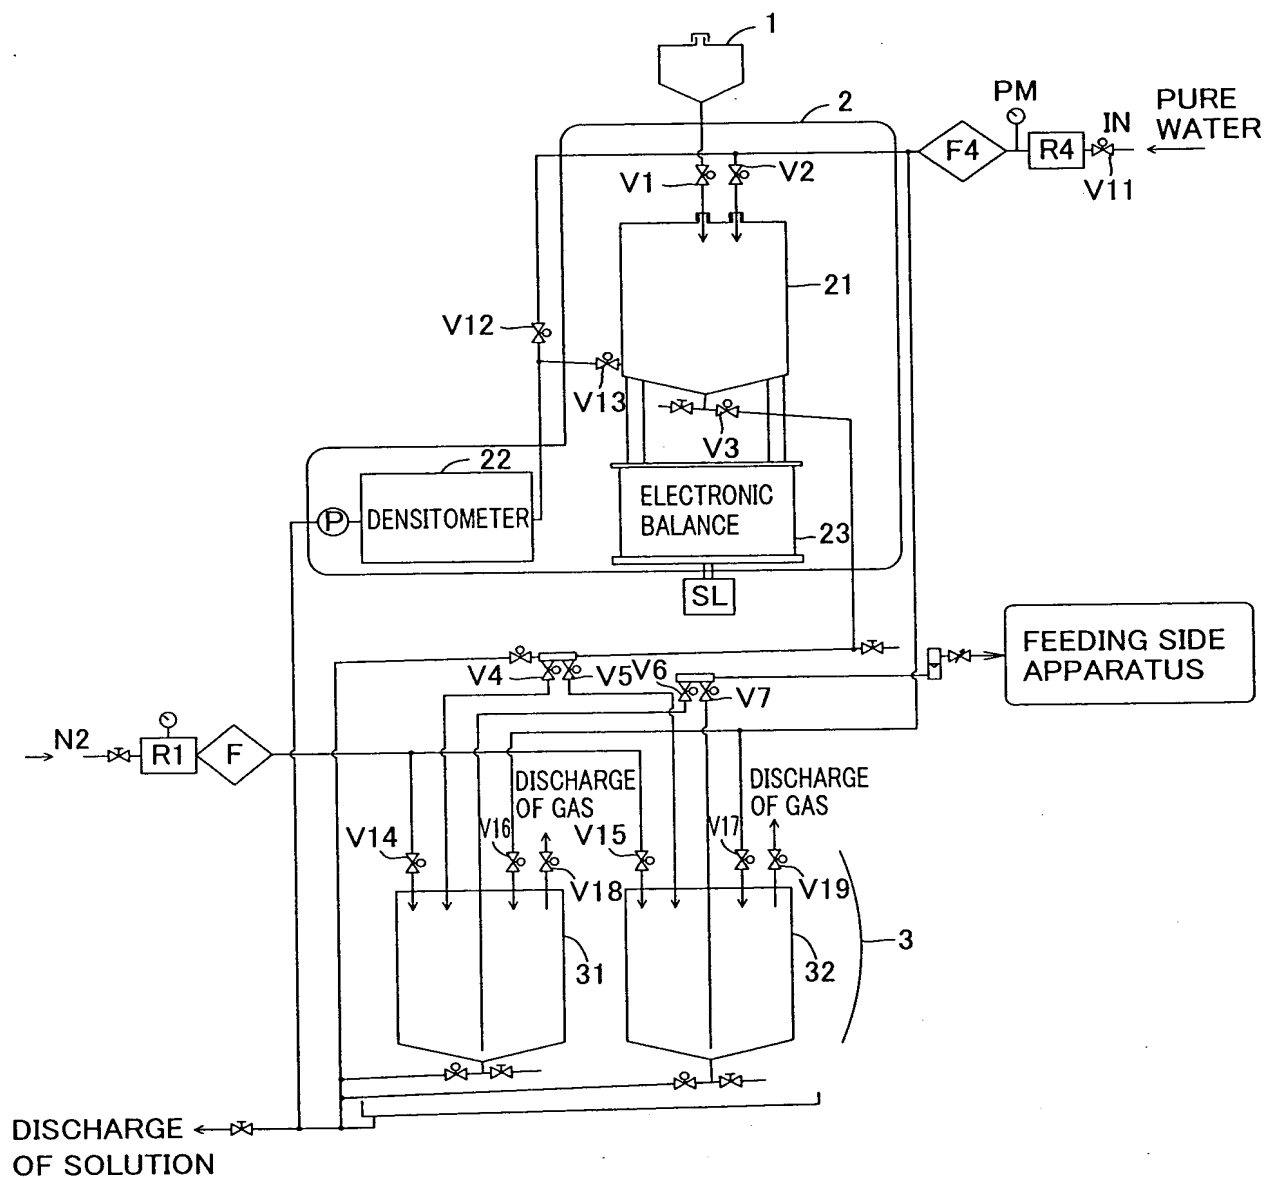 1
2
PM
PURE
WATER
IN
F4
R4
V11
V1
V2
21
V12
V13
V3
22
DENSITOMETER
P
ELECTRONIC
BALANCE
23
SL
FEEDING SIDE
APPARATUS
V4
V5
V6
V7
N2
R1
F
DISCHARGE
OF GAS
DISCHARGE
OF GAS
V14
V16
V15
V17
V18
V19
31
32
3
DISCHARGE
OF SOLUTION